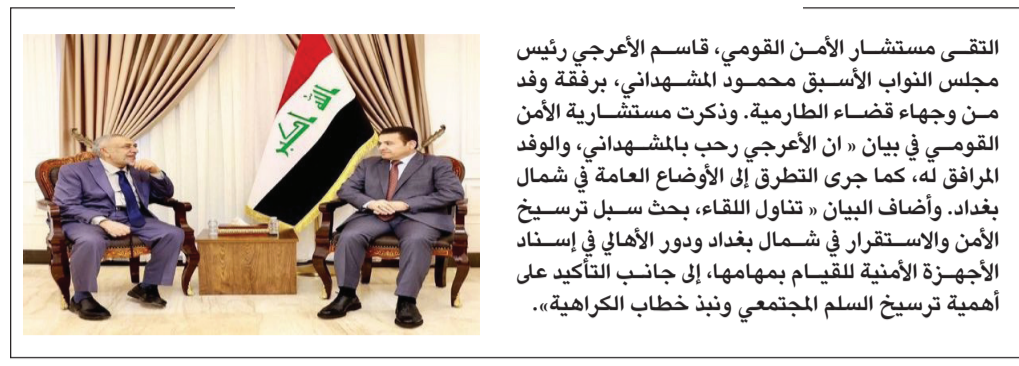 التقى مستشار الأمن القومي، قاسم الأعرجي رئيس
مجلس النواب الأسبق محمود المشهداني، برفقة وفد
من وجهاء قضاء الطارمية. وذكرت مستشارية الأمن
القومي في بيان « ان الأعرجي رحب بالمشهداني، والوفد
المرافق له، كما جرى التطرق إلى الأوضاع العامة في شمال
بغداد. وأضاف البيان « تناول اللقاء، بحث سبل ترسيخ
الأمن والاستقرار في شمال بغداد ودور الأهالي في إسناد
الأجهزة الأمنية للقيام بمهامها، إلى جانب التأكيد على
أهمية ترسيخ السلم المجتمعي ونبذ خطاب الكراهية».
الله اكبر